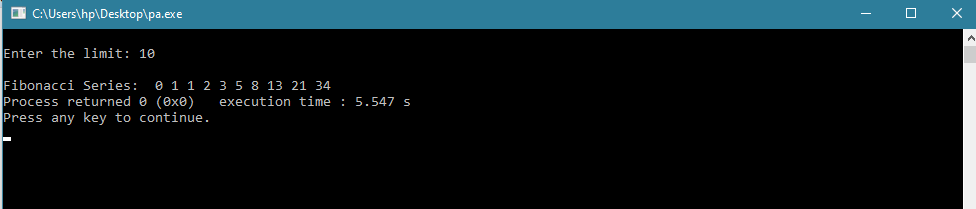 C:\Users\hp\Desktop\pa.exe
Enter the limit: 10
Fibonacci Series:  0 1 1 2 3 5 8 13 21 34
Process returned 0 (0x0)   execution time : 5.547 s
Press any key to continue.